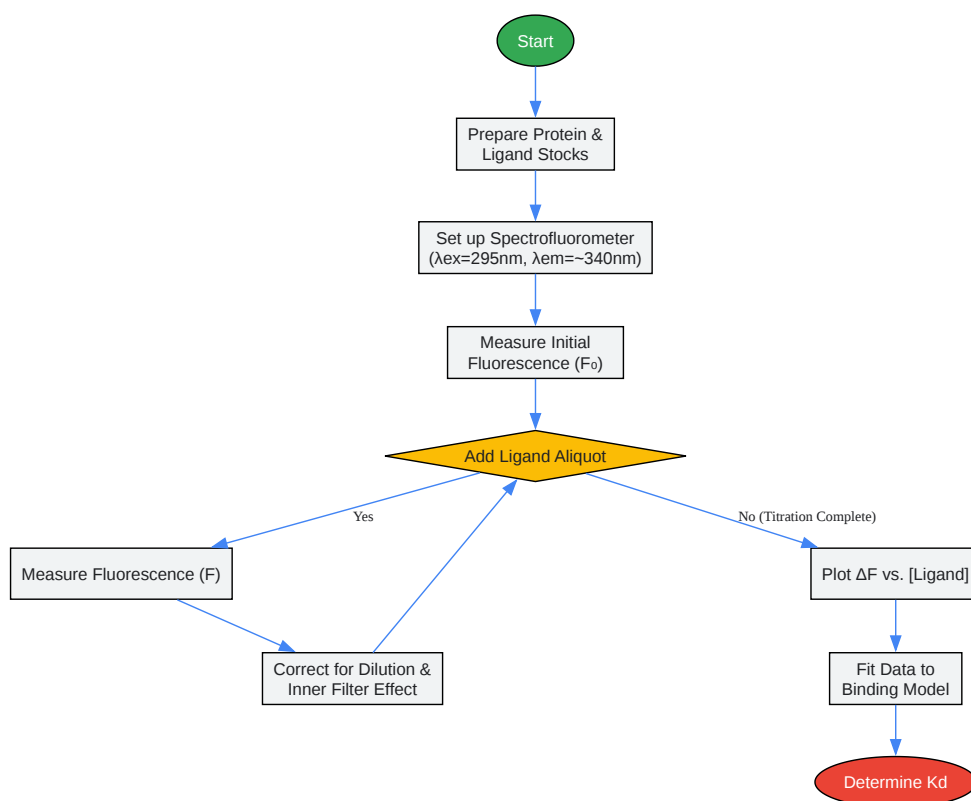 Start
Prepare Protein &
Ligand Stocks
Set up Spectrofluorometer
(λex=295nm, λem=~340nm)
Measure Initial
Fluorescence (F₀)
Add Ligand Aliquot
Yes
No (Titration Complete)
Measure Fluorescence (F)
Plot ΔF vs. [Ligand]
Correct for Dilution &
Inner Filter Effect
Fit Data to
Binding Model
Determine Kd